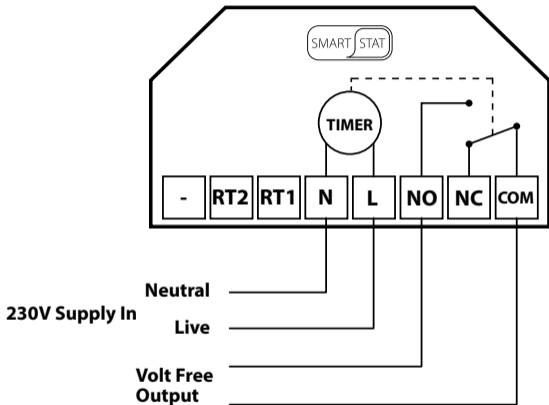 SMART STAT
TIMER
- RT2 RT1 N L NO NC COM
Neutral
230V Supply In
Live
Volt Free
Output